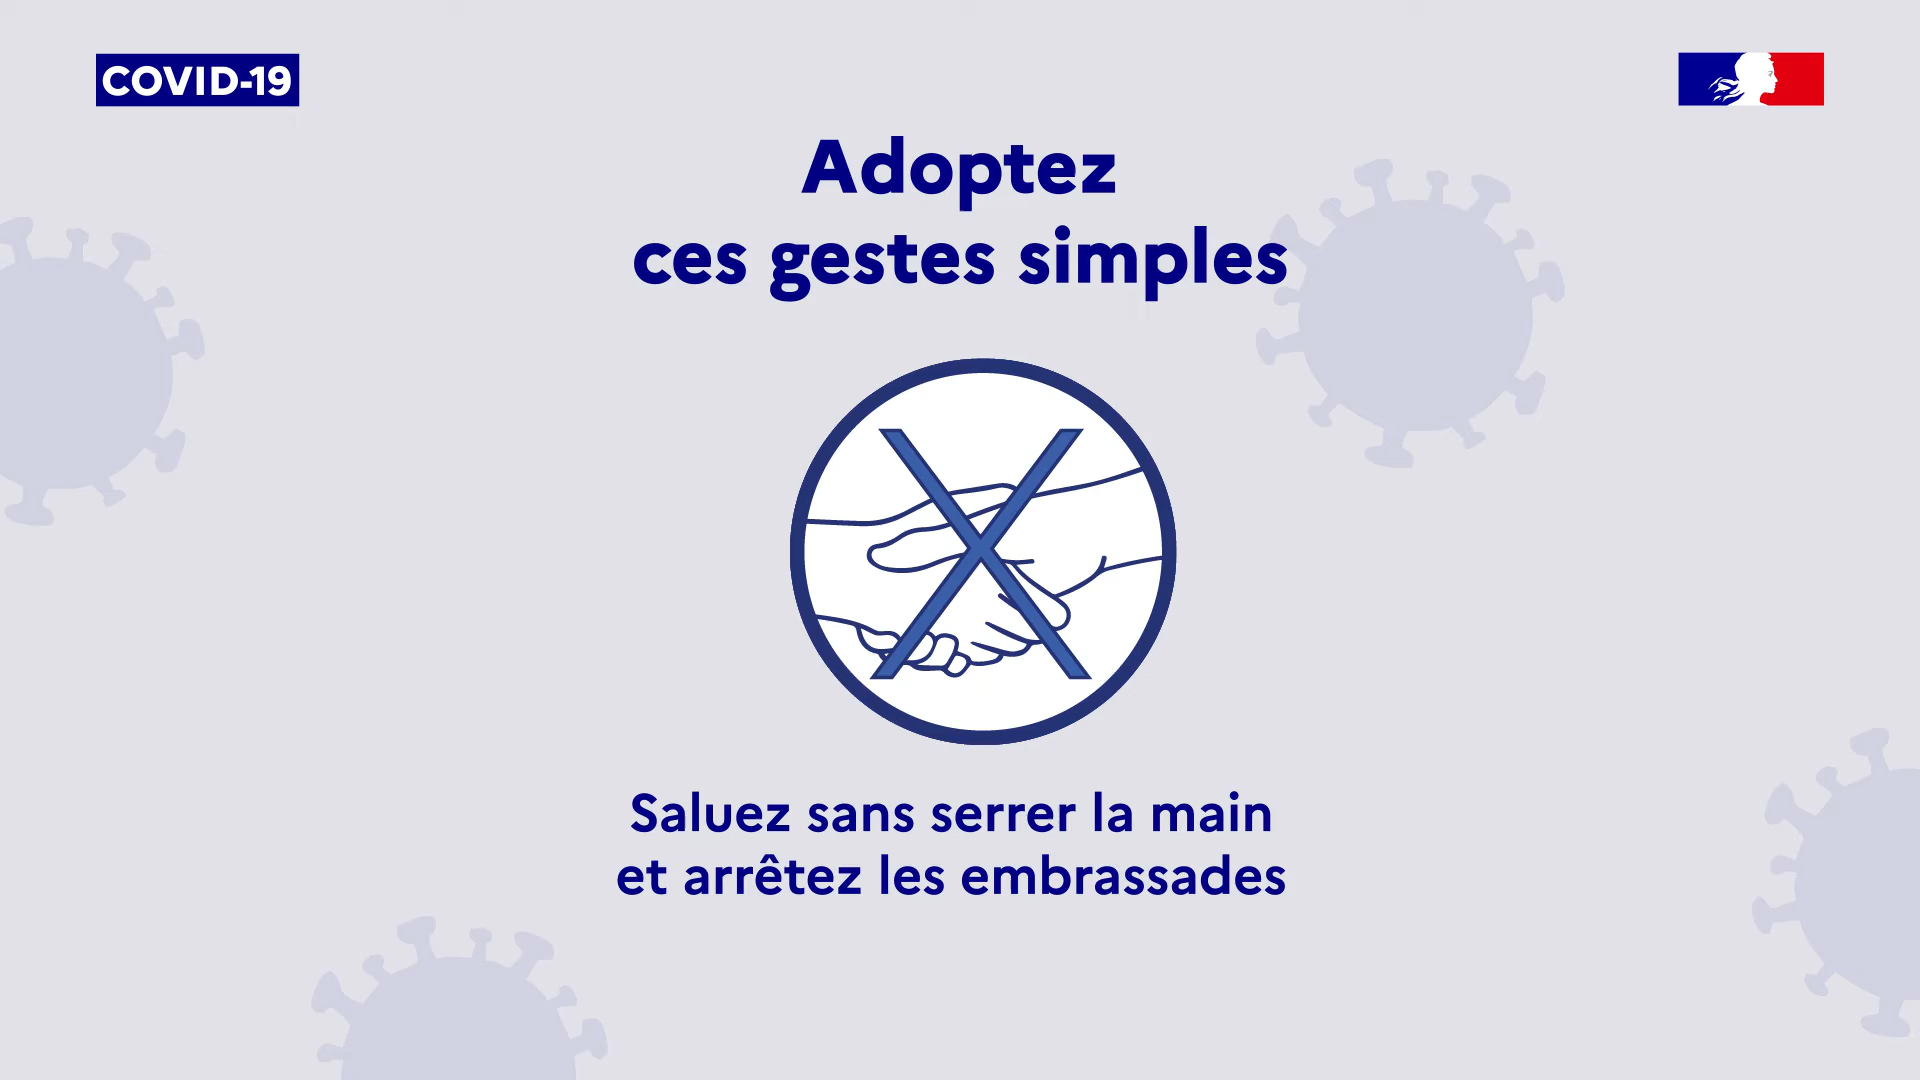 COVID-19
Adoptez
ces gestes simples
Saluez sans serrer la main
et arrêtez les embrassades